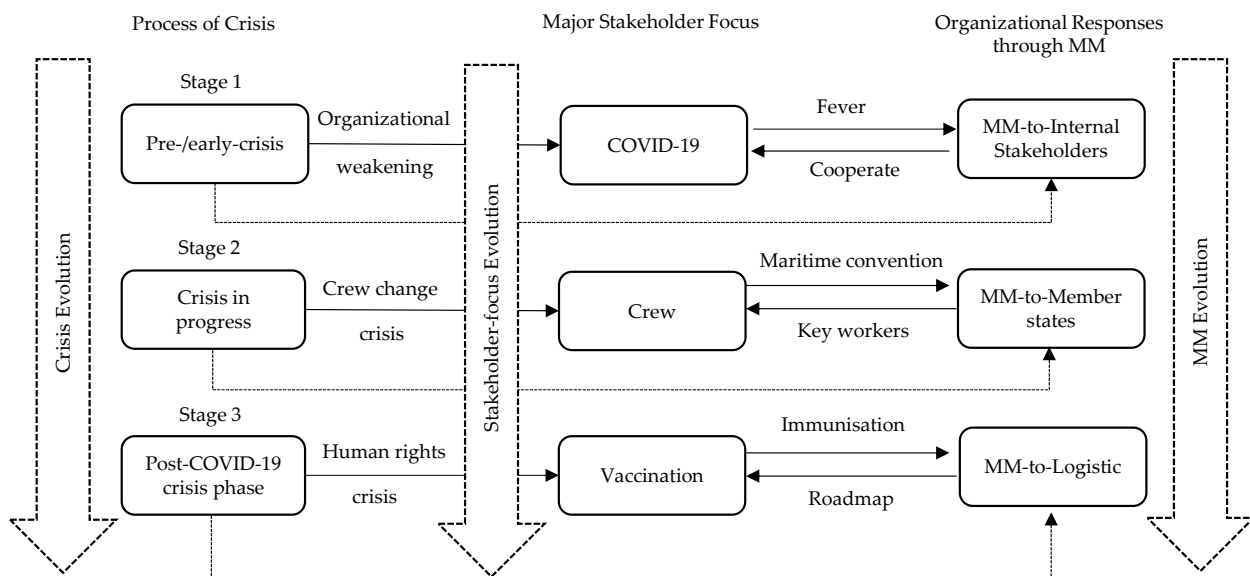 Process of Crisis
Major Stakeholder Focus
Organizational Responses
through MM
Stage 1
Pre-/early-crisis
Organizational
weakening
COVID-19
Fever
Cooperate
MM-to-Internal
Stakeholders
Stage 2
Crisis in
progress
Crew change
crisis
Crew
Maritime convention
Key workers
MM-to-Member
states
Stage 3
Post-COVID-19
crisis phase
Human rights
crisis
Vaccination
Immunisation
Roadmap
MM-to-Logistic
Crisis Evolution
Stakeholder-focus Evolution
MM Evolution